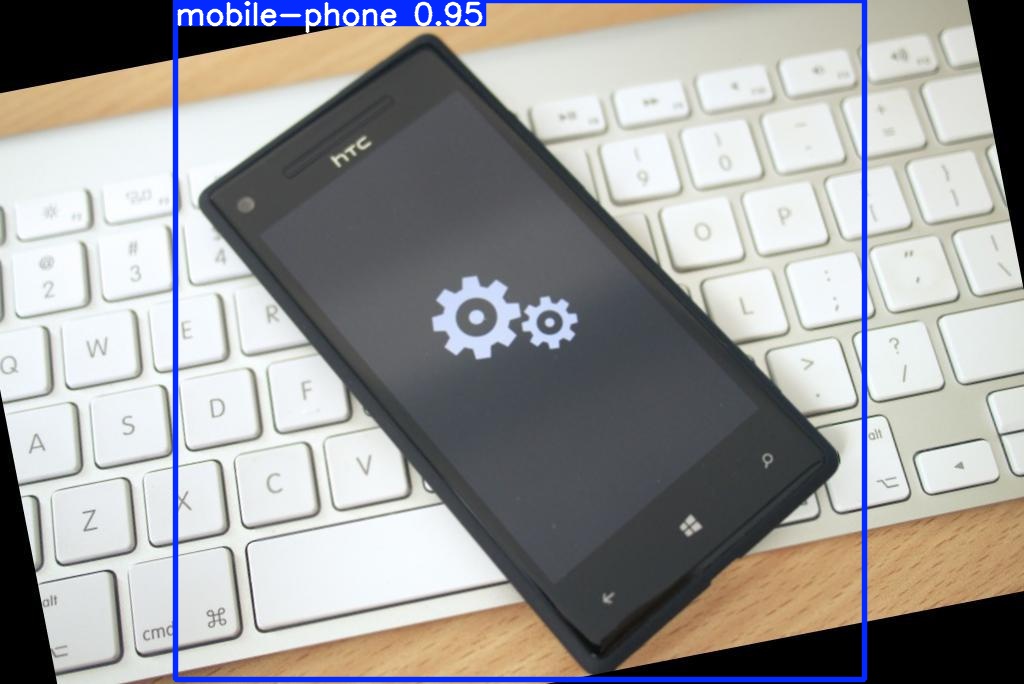 mobile-phone 0.95
hTC
@ # $
2 3 4
( )
9 0
_
-
+
=
Q W E R
O P
{
[
}
]
A S D F
L
:
;
"
,
|
\
Z X C V
>
.
?
/
alt
alt
cmd ⌘